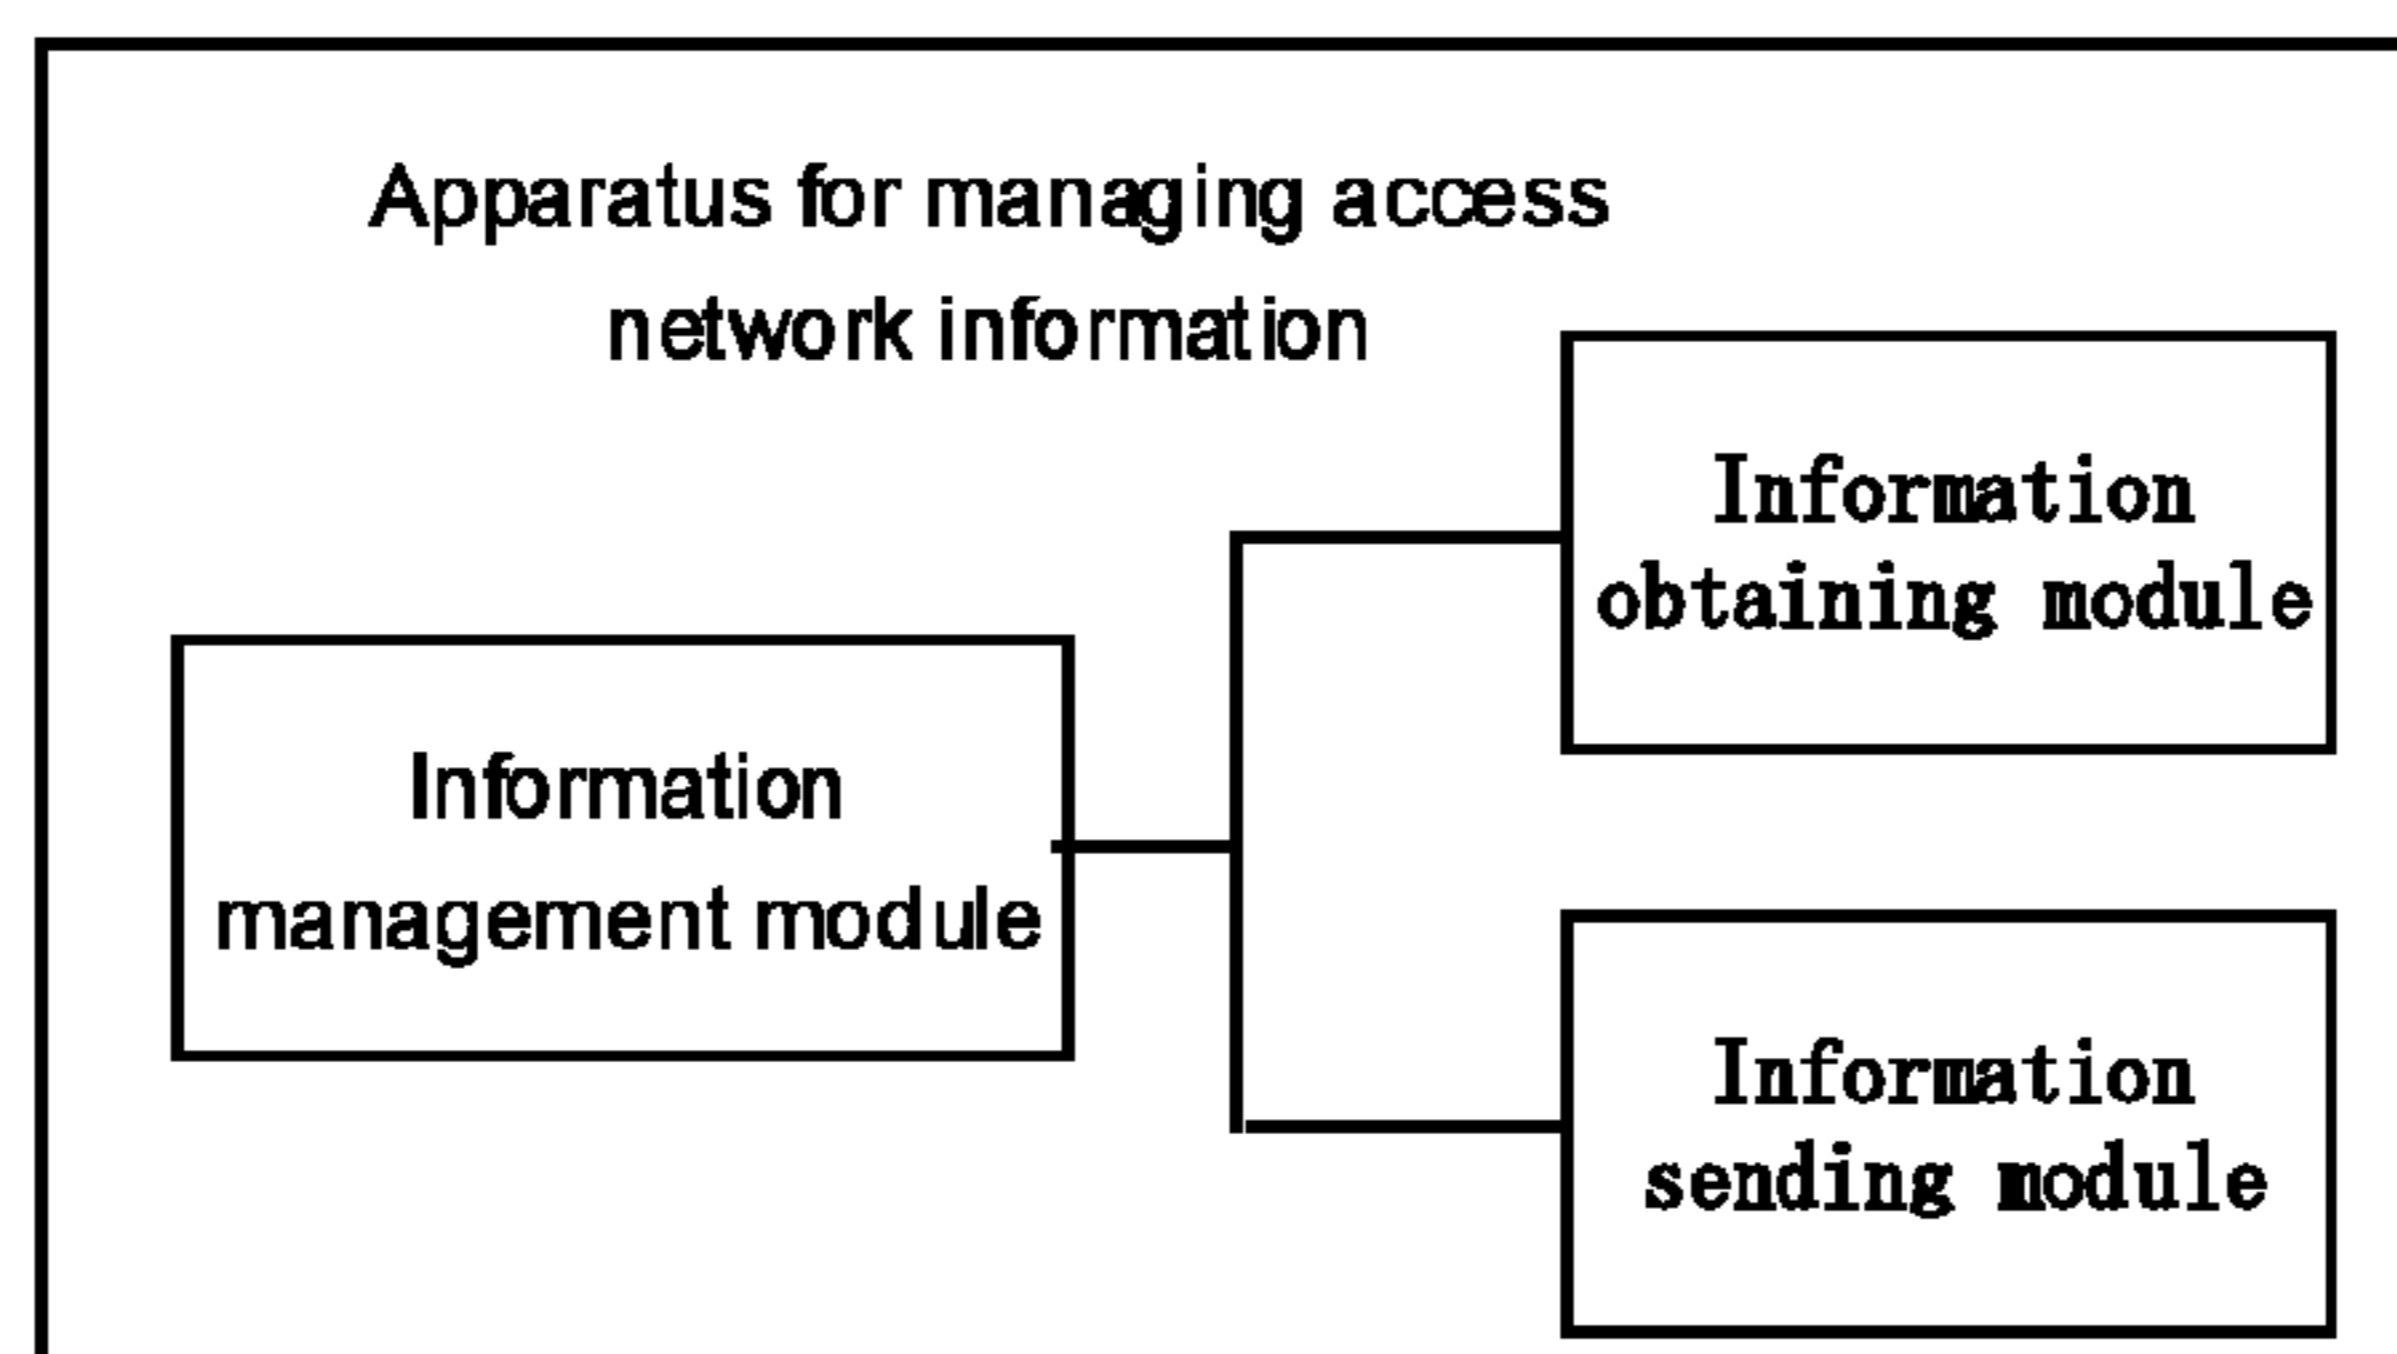 Apparatus for managing access
network information
Information
obtaining module
Information
management module
Information
sending module